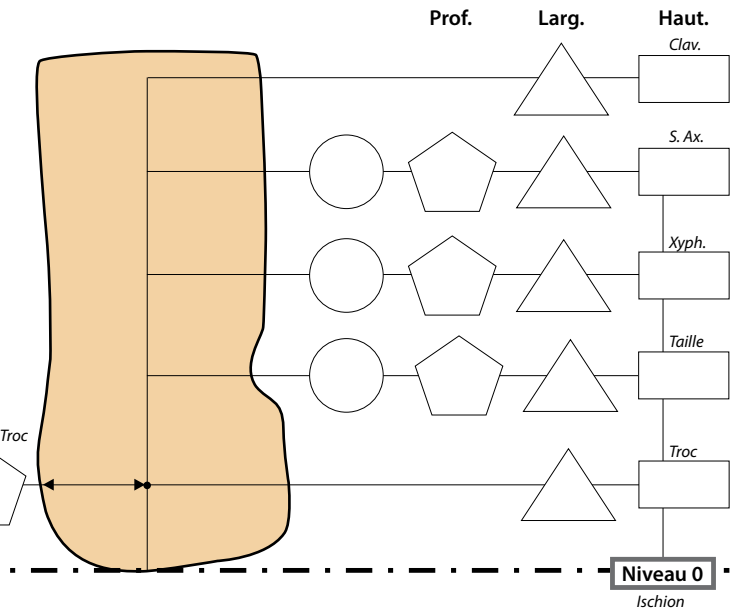 Prof. Larg. Haut.
Clav.
S. Ax.
Xyph.
Taille
Troc
Troc
Niveau 0
Ischion